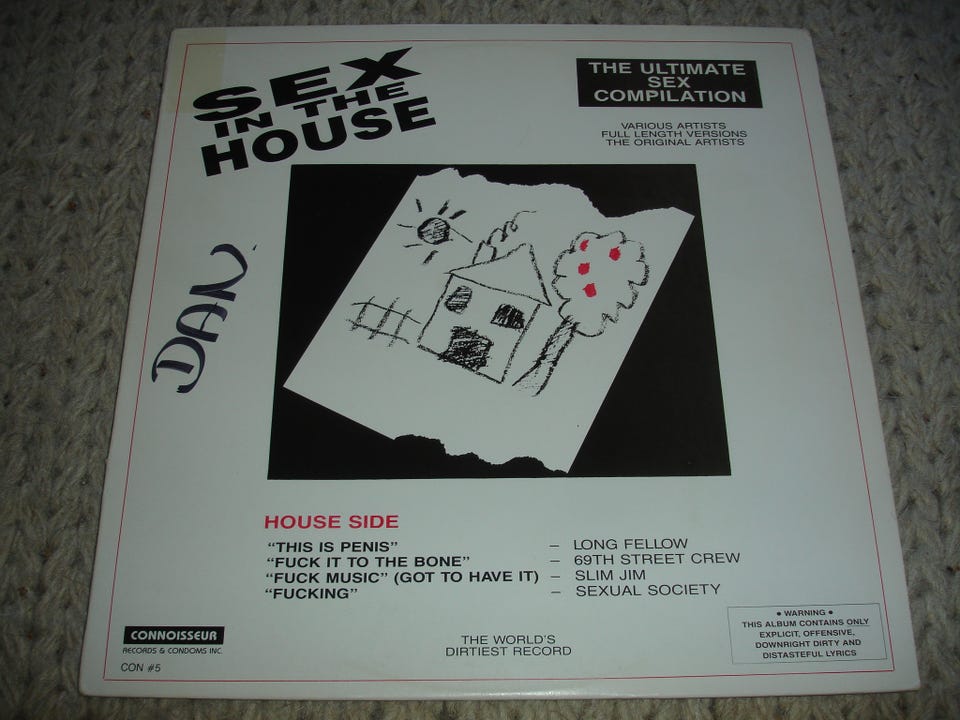 SEX
IN THE
HOUSE
THE ULTIMATE
SEX
COMPILATION
VARIOUS ARTISTS
FULL LENGTH VERSIONS
THE ORIGINAL ARTISTS
DAN.
HOUSE SIDE
“THIS IS PENIS” – LONG FELLOW
“FUCK IT TO THE BONE” – 69TH STREET CREW
“FUCK MUSIC” (GOT TO HAVE IT) – SLIM JIM
“FUCKING” – SEXUAL SOCIETY
CONNOISSEUR
RECORDS & CONDOMS INC.
CON #5
THE WORLD'S
DIRTIEST RECORD
• WARNING •
THIS ALBUM CONTAINS ONLY
EXPLICIT, OFFENSIVE,
DOWNRIGHT DIRTY AND
DISTASTEFUL LYRICS